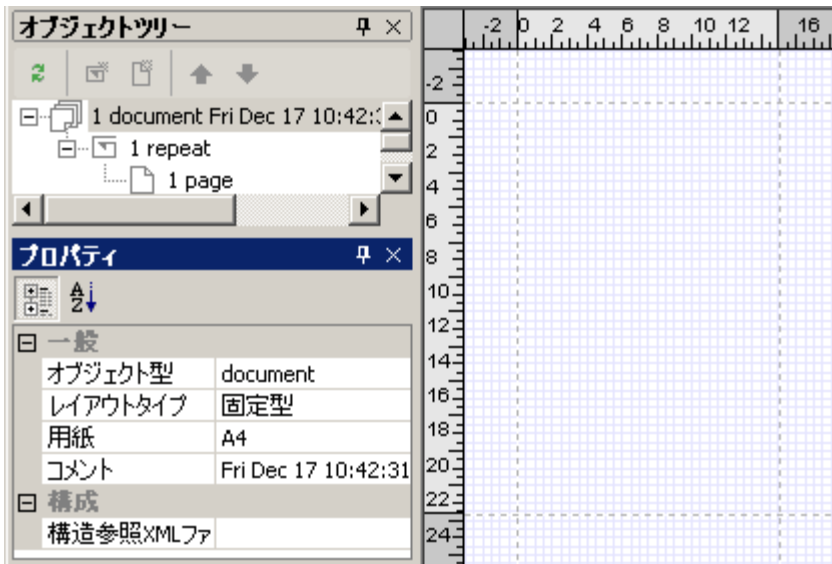 オブジェクトツリー
1 document Fri Dec 17 10:42:
1 repeat
1 page
プロパティ
A
Z
一般
オブジェクト型 document
レイアウトタイプ 固定型
用紙 A4
コメント Fri Dec 17 10:42:31
構成
構造参照XMLファ
-2 0 2 4 6 8 10 12 16
-2
0
2
4
6
8
10
12
14
16
18
20
22
24